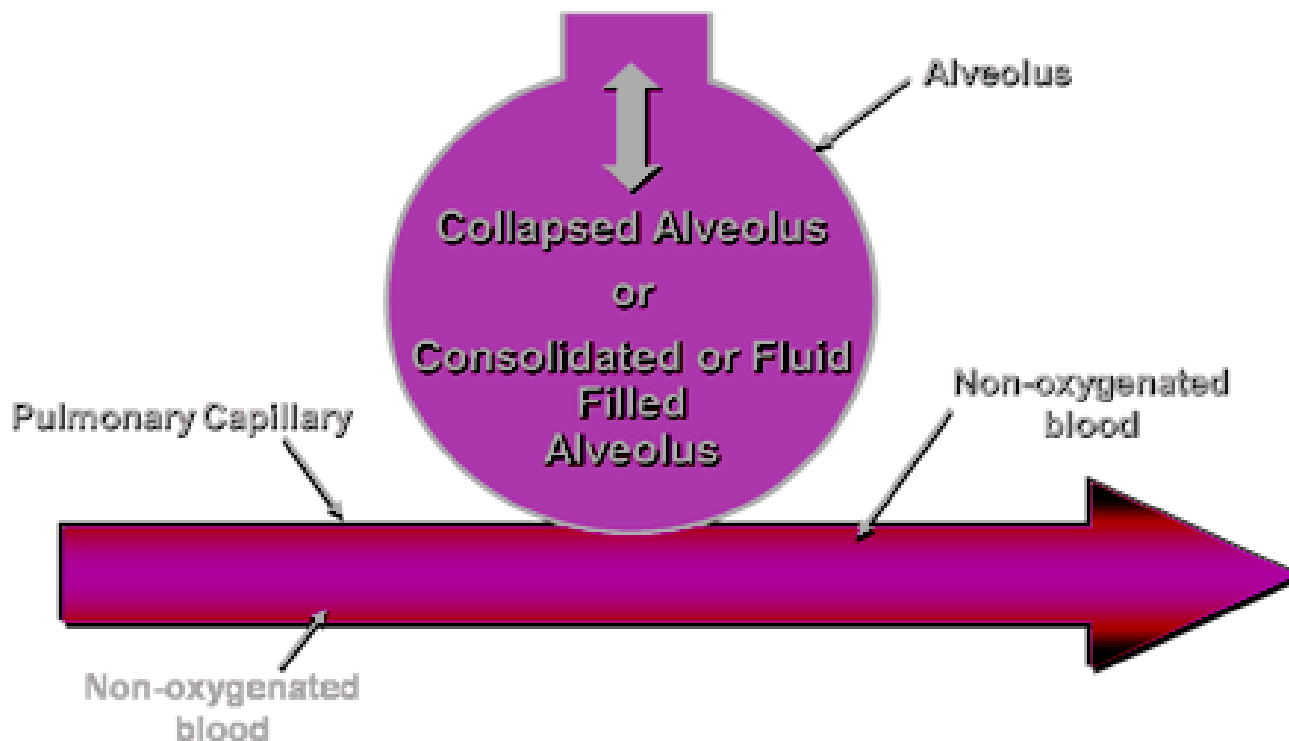 Alveolus
Collapsed Alveolus
or
Consolidated or Fluid
Filled
Alveolus
Non-oxygenated
blood
Pulmonary Capillary
Non-oxygenated
blood